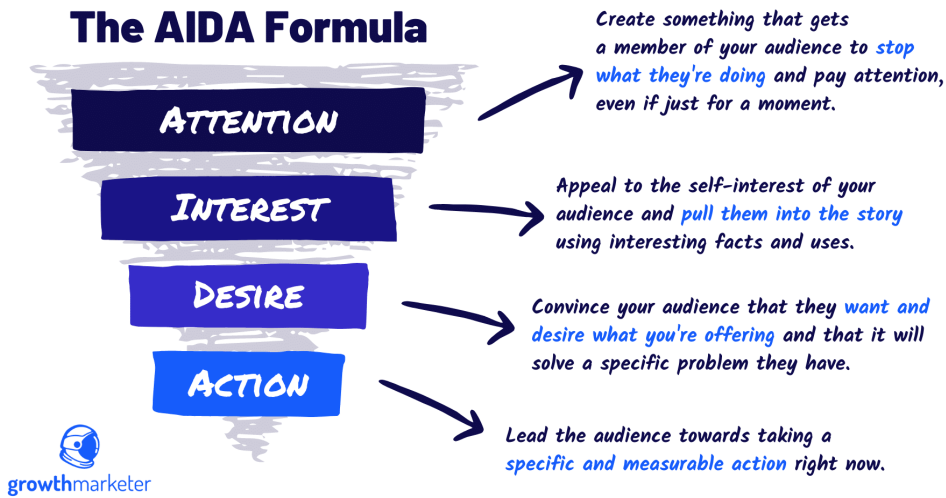 The AIDA Formula
ATTENTION
Create something that gets
a member of your audience to stop
what they're doing and pay attention,
even if just for a moment.
INTEREST
Appeal to the self-interest of your
audience and pull them into the story
using interesting facts and uses.
DESIRE
Convince your audience that they want and
desire what you're offering and that it will
solve a specific problem they have.
ACTION
Lead the audience towards taking a
specific and measurable action right now.
growthmarketer